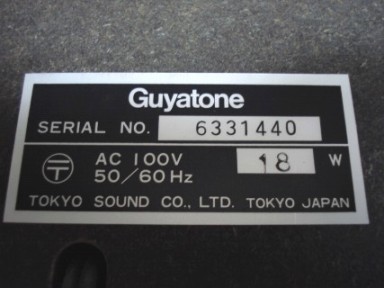 Guyatone
SERIAL NO. 6331440
〒 AC 100V 18 W
50/60Hz
TOKYO SOUND CO., LTD. TOKYO JAPAN